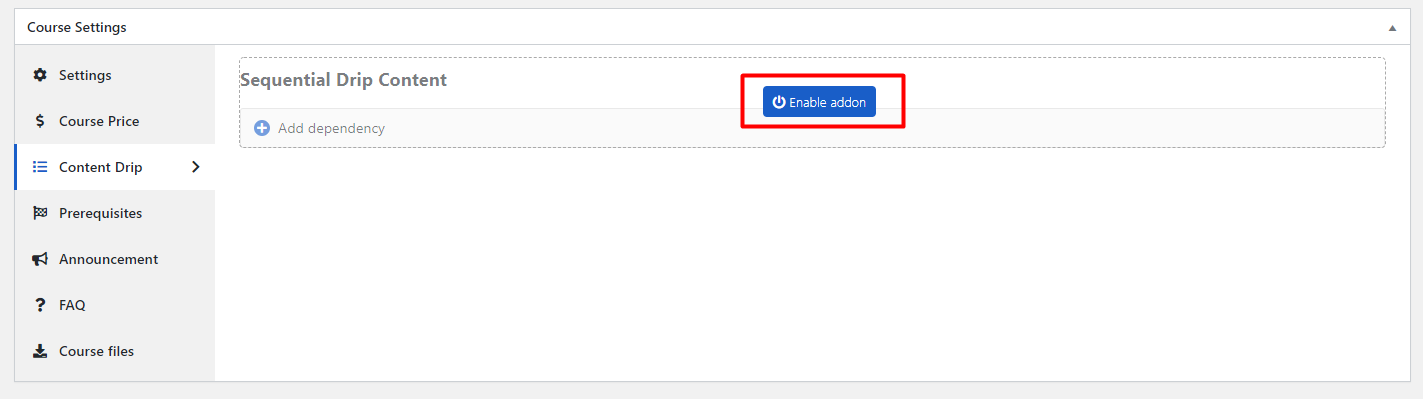 Course Settings
Settings
Course Price
Content Drip
Prerequisites
Announcement
FAQ
Course files
Sequential Drip Content
Enable addon
Add dependency